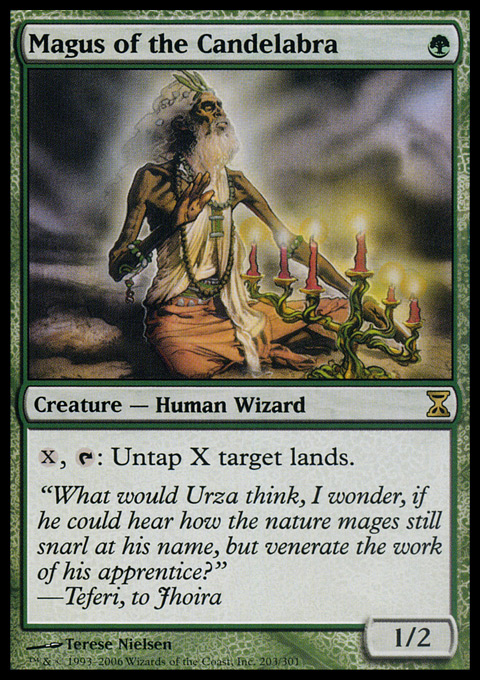 Magus of the Candelabra
Creature — Human Wizard
X, : Untap X target lands.
“What would Urza think, I wonder, if
he could hear how the nature mages still
snarl at his name, but venerate the work
of his apprentice?”
—Teferi, to Jhoira
1/2
Terese Nielsen
™ & © 1993–2006 Wizards of the Coast, Inc. 203/301